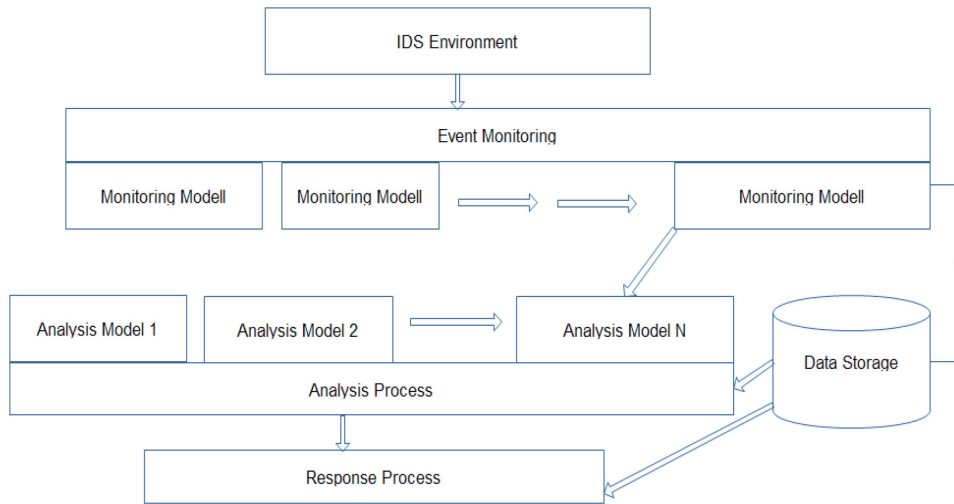 IDS Environment
Event Monitoring
Monitoring Modell
Monitoring Modell
Monitoring Modell
Analysis Model 1
Analysis Model 2
Analysis Model N
Data Storage
Analysis Process
Response Process